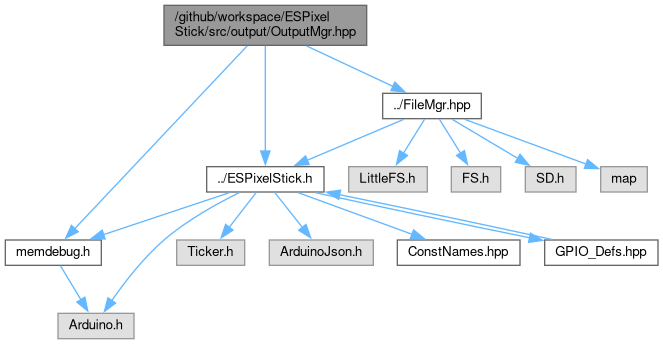 /github/workspace/ESPixel
Stick/src/output/OutputMgr.hpp
../FileMgr.hpp
../ESPixelStick.h
LittleFS.h
FS.h
SD.h
map
memdebug.h
Ticker.h
ArduinoJson.h
ConstNames.hpp
GPIO_Defs.hpp
Arduino.h